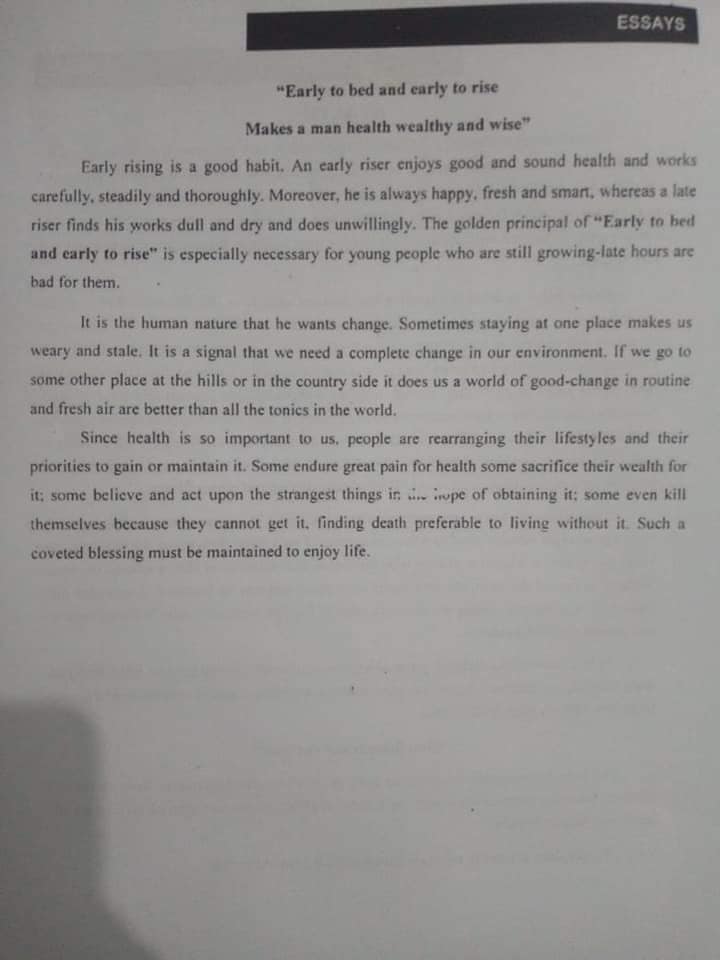 ESSAYS
"Early to bed and early to rise
Makes a man health wealthy and wise"
Early rising is a good habit. An early riser enjoys good and sound health and works
carefully, steadily and thoroughly. Moreover, he is always happy, fresh and smart, whereas a late
riser finds his works dull and dry and does unwillingly. The golden principal of "Early to bed
and early to rise" is especially necessary for young people who are still growing-late hours are
bad for them.
It is the human nature that he wants change. Sometimes staying at one place makes us
weary and stale. It is a signal that we need a complete change in our environment. If we go to
some other place at the hills or in the country side it does us a world of good-change in routine
and fresh air are better than all the tonics in the world.
Since health is so important to us, people are rearranging their lifestyles and their
priorities to gain or maintain it. Some endure great pain for health some sacrifice their wealth for
it; some believe and act upon the strangest things in the hope of obtaining it; some even kill
themselves because they cannot get it, finding death preferable to living without it. Such a
coveted blessing must be maintained to enjoy life.